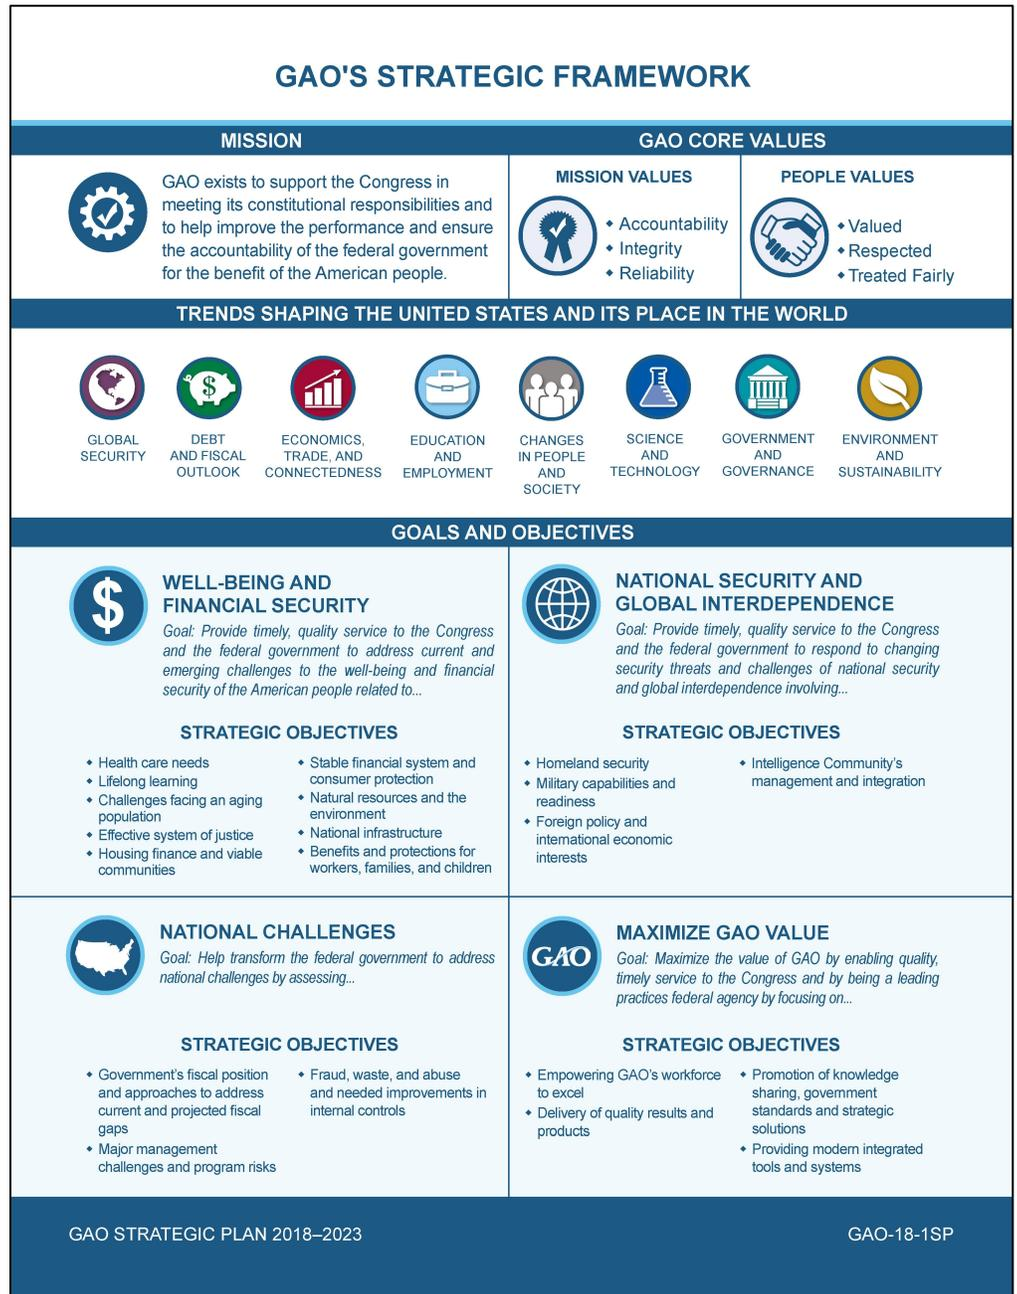 GAO'S STRATEGIC FRAMEWORK
MISSION
GAO exists to support the Congress in
meeting its constitutional responsibilities and
to help improve the performance and ensure
the accountability of the federal government
for the benefit of the American people.
GAO CORE VALUES
MISSION VALUES
◆ Accountability
◆ Integrity
◆ Reliability
PEOPLE VALUES
◆ Valued
◆ Respected
◆ Treated Fairly
TRENDS SHAPING THE UNITED STATES AND ITS PLACE IN THE WORLD
$
GLOBAL
SECURITY
DEBT
AND FISCAL
OUTLOOK
ECONOMICS,
TRADE, AND
CONNECTEDNESS
EDUCATION
AND
EMPLOYMENT
CHANGES
IN PEOPLE
AND
SOCIETY
SCIENCE
AND
TECHNOLOGY
GOVERNMENT
AND
GOVERNANCE
ENVIRONMENT
AND
SUSTAINABILITY
GOALS AND OBJECTIVES
$
WELL-BEING AND
FINANCIAL SECURITY
Goal: Provide timely, quality service to the Congress
and the federal government to address current and
emerging challenges to the well-being and financial
security of the American people related to...
STRATEGIC OBJECTIVES
◆ Health care needs
◆ Lifelong learning
◆ Challenges facing an aging
population
◆ Effective system of justice
◆ Housing finance and viable
communities
◆ Stable financial system and
consumer protection
◆ Natural resources and the
environment
◆ National infrastructure
◆ Benefits and protections for
workers, families, and children
NATIONAL SECURITY AND
GLOBAL INTERDEPENDENCE
Goal: Provide timely, quality service to the Congress
and the federal government to respond to changing
security threats and challenges of national security
and global interdependence involving...
STRATEGIC OBJECTIVES
◆ Homeland security
◆ Military capabilities and
readiness
◆ Foreign policy and
international economic
interests
◆ Intelligence Community's
management and integration
NATIONAL CHALLENGES
Goal: Help transform the federal government to address
national challenges by assessing...
STRATEGIC OBJECTIVES
◆ Government's fiscal position
and approaches to address
current and projected fiscal
gaps
◆ Major management
challenges and program risks
◆ Fraud, waste, and abuse
and needed improvements in
internal controls
GAO
MAXIMIZE GAO VALUE
Goal: Maximize the value of GAO by enabling quality,
timely service to the Congress and by being a leading
practices federal agency by focusing on...
STRATEGIC OBJECTIVES
◆ Empowering GAO's workforce
to excel
◆ Delivery of quality results and
products
◆ Promotion of knowledge
sharing, government
standards and strategic
solutions
◆ Providing modern integrated
tools and systems
GAO STRATEGIC PLAN 2018–2023
GAO-18-1SP